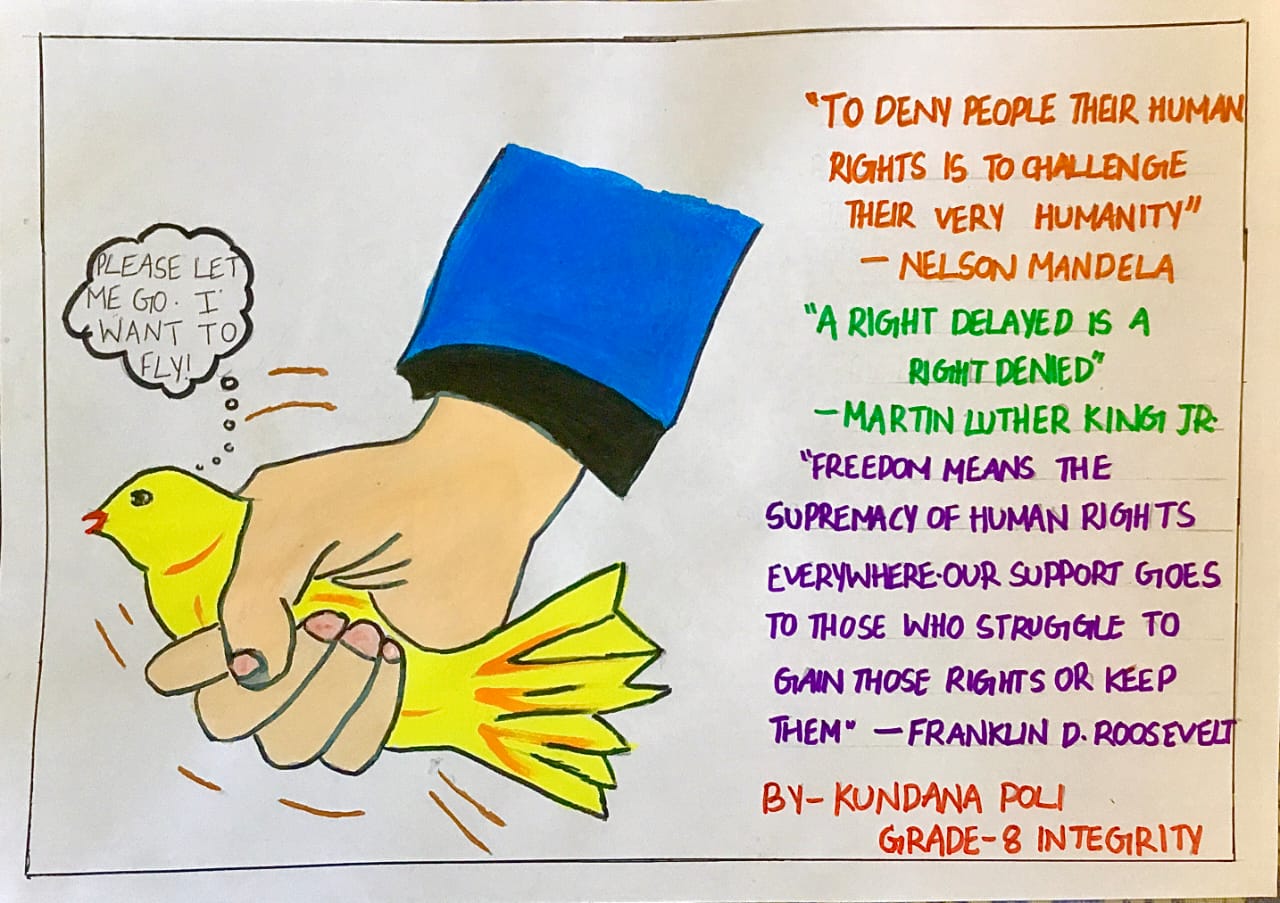 PLEASE LET
ME GO. I
WANT TO
FLY!
"TO DENY PEOPLE THEIR HUMAN
RIGHTS IS TO CHALLENGE
THEIR VERY HUMANITY"
- NELSON MANDELA
"A RIGHT DELAYED IS A
RIGHT DENIED"
-MARTIN LUTHER KING JR.
"FREEDOM MEANS THE
SUPREMACY OF HUMAN RIGHTS
EVERYWHERE.OUR SUPPORT GOES
TO THOSE WHO STRUGGLE TO
GAIN THOSE RIGHTS OR KEEP
THEM" -FRANKLIN D. ROOSEVELT
BY- KUNDANA POLI
GRADE-8 INTEGRITY